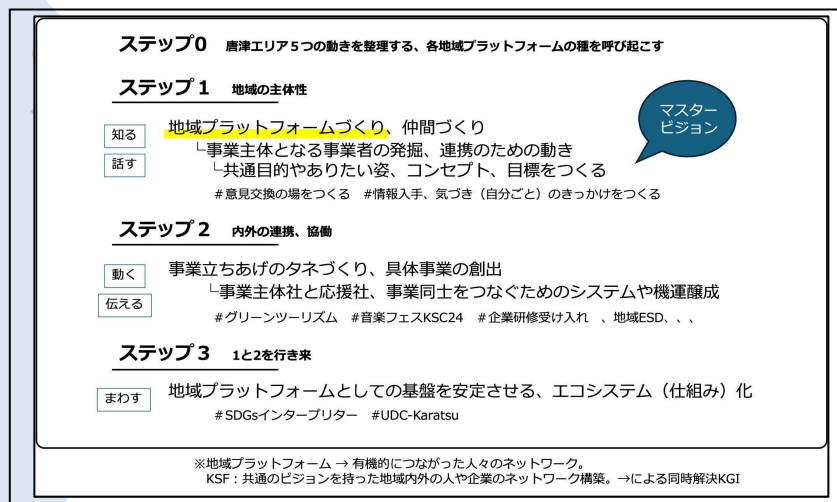 ステップ0 唐津エリア５つの動きを整理する、各地域プラットフォームの種を呼び起こす
ステップ１ 地域の主体性
マスター
ビジョン
知る
話す
地域プラットフォームづくり、仲間づくり
└事業主体となる事業者の発掘、連携のための動き
└共通目的やありたい姿、コンセプト、目標をつくる
＃意見交換の場をつくる ＃情報入手、気づき（自分ごと）のきっかけをつくる
ステップ２ 内外の連携、協働
動く
伝える
事業立ちあげのタネづくり、具体事業の創出
└事業主体社と応援社、事業同士をつなぐためのシステムや機運醸成
＃グリーンツーリズム ＃音楽フェスKSC24 ＃企業研修受け入れ 、地域ESD、、、
ステップ３ 1と2を行き来
まわす
地域プラットフォームとしての基盤を安定させる、エコシステム（仕組み）化
＃SDGsインタープリター ＃UDC-Karatsu
※地域プラットフォーム → 有機的につながった人々のネットワーク。
KSF：共通のビジョンを持った地域内外の人や企業のネットワーク構築。→による同時解決KGI